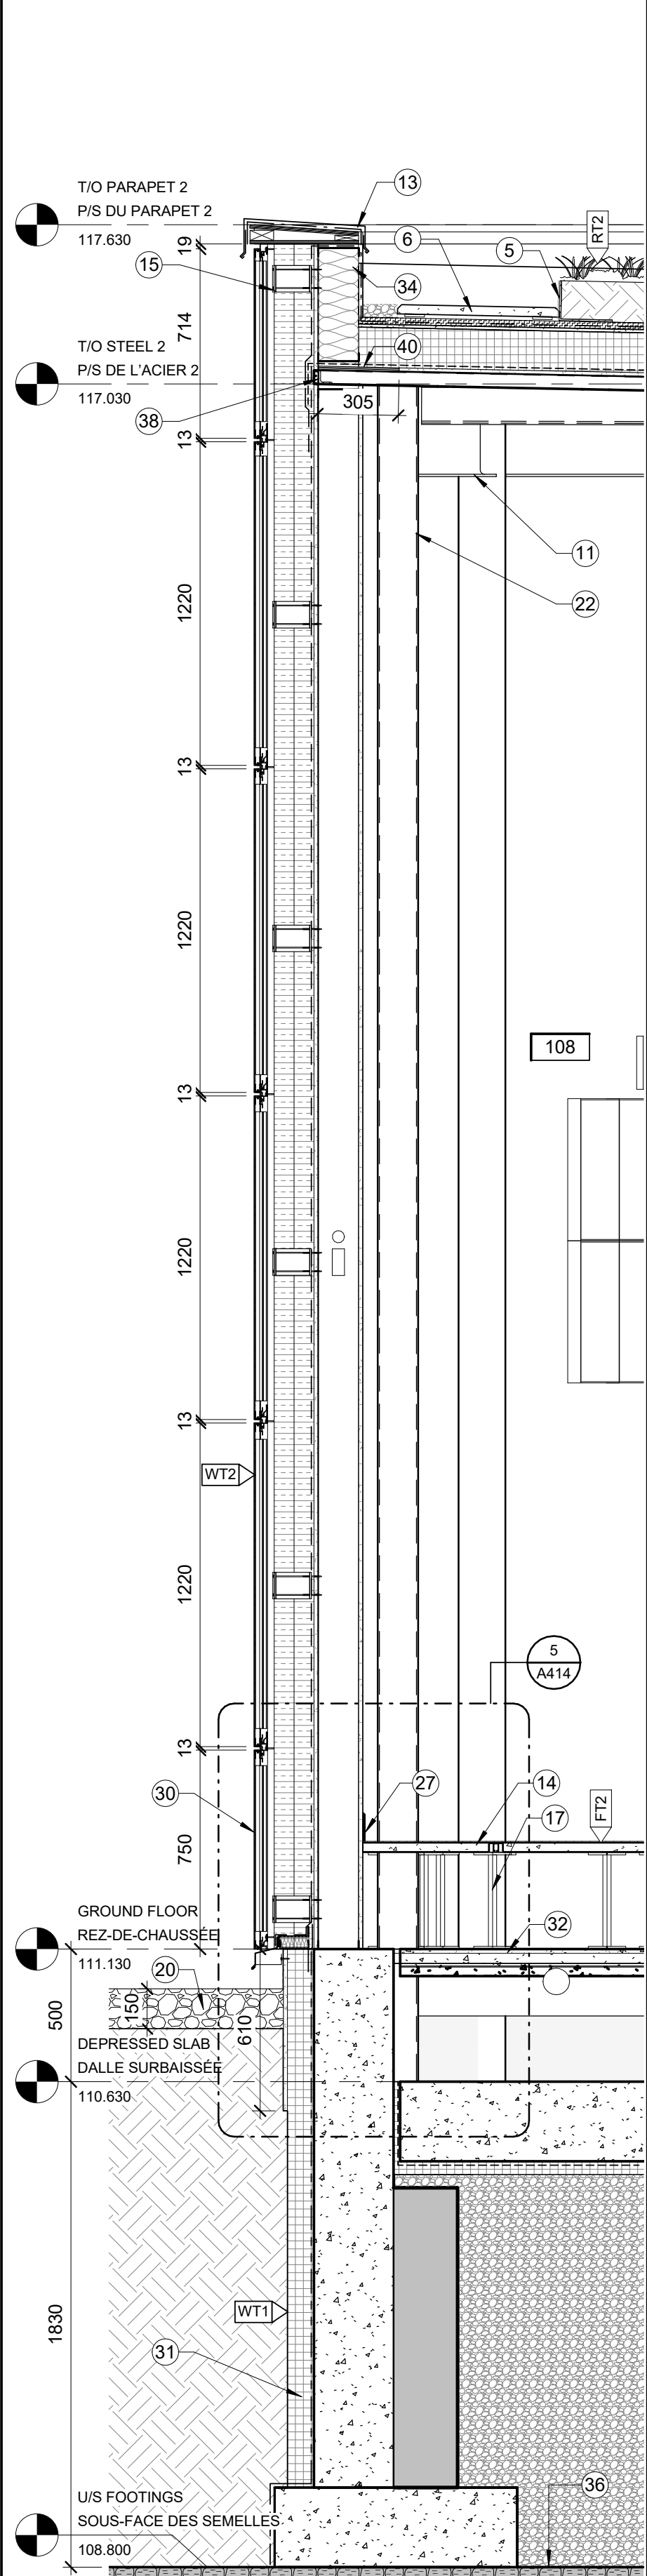 T/O PARAPET 2
P/S DU PARAPET 2
117.630
13
19
15
6
5
RT2
34
714
T/O STEEL 2
P/S DE L'ACIER 2
117.030
40
38
305
13
11
22
1220
13
1220
108
13
1220
13
WT2
1220
5
A414
13
30
27
14
17
FT2
750
GROUND FLOOR
REZ-DE-CHAUSSÉE
111.130
32
20
150
500
610
DEPRESSED SLAB
DALLE SURBAISSÉE
110.630
1830
WT1
31
U/S FOOTINGS
SOUS-FACE DES SEMELLES
108.800
36